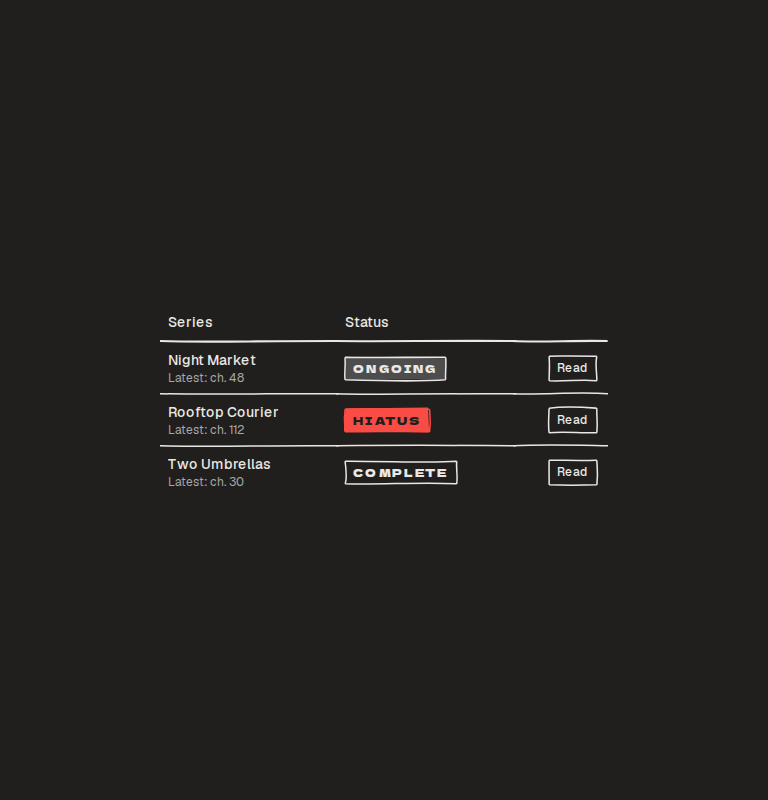 Series Status
Night Market ONGOING Read
Latest: ch. 48
Rooftop Courier HIATUS Read
Latest: ch. 112
Two Umbrellas COMPLETE Read
Latest: ch. 30